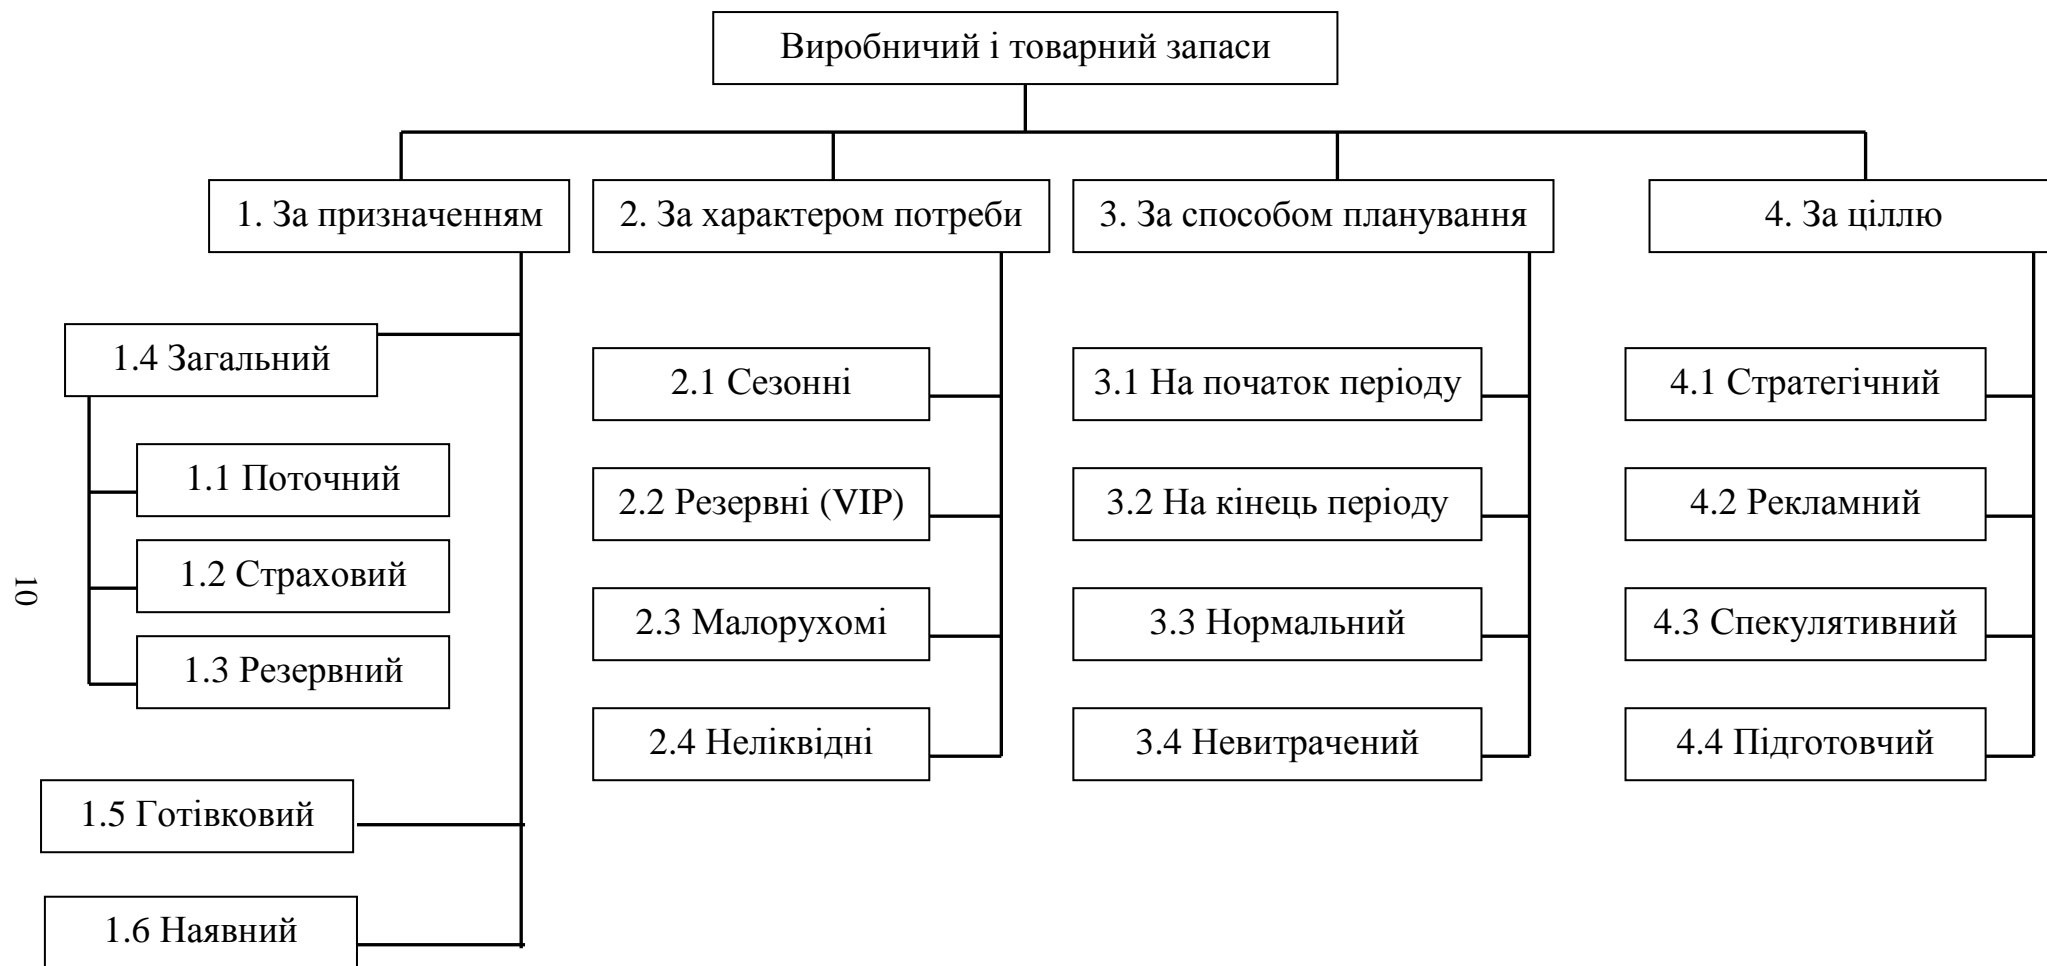 Виробничий і товарний запаси
1. За призначенням
2. За характером потреби
3. За способом планування
4. За ціллю
1.4 Загальний
1.1 Поточний
1.2 Страховий
1.3 Резервний
1.5 Готівковий
1.6 Наявний
2.1 Сезонні
2.2 Резервні (VIP)
2.3 Малорухомі
2.4 Неліквідні
3.1 На початок періоду
3.2 На кінець періоду
3.3 Нормальний
3.4 Невитрачений
4.1 Стратегічний
4.2 Рекламний
4.3 Спекулятивний
4.4 Підготовчий
10